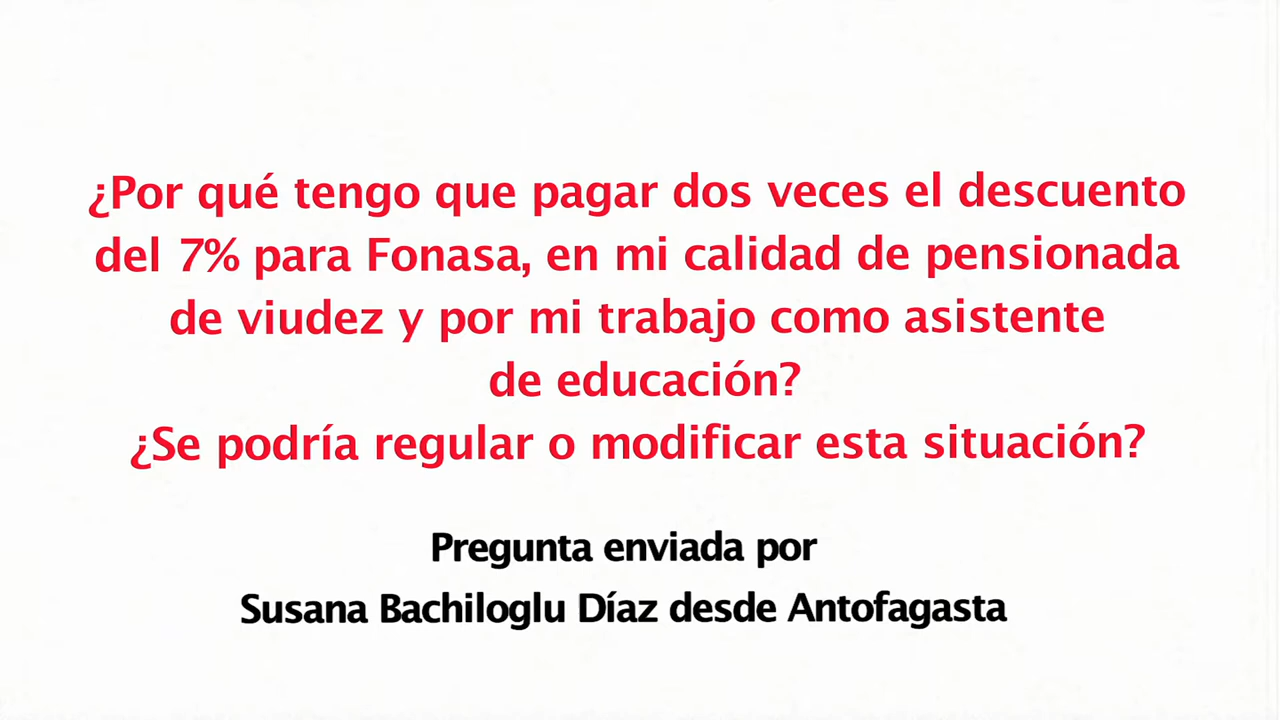 ¿Por qué tengo que pagar dos veces el descuento
del 7% para Fonasa, en mi calidad de pensionada
de viudez y por mi trabajo como asistente
de educación?
¿Se podría regular o modificar esta situación?
Pregunta enviada por
Susana Bachiloglu Díaz desde Antofagasta